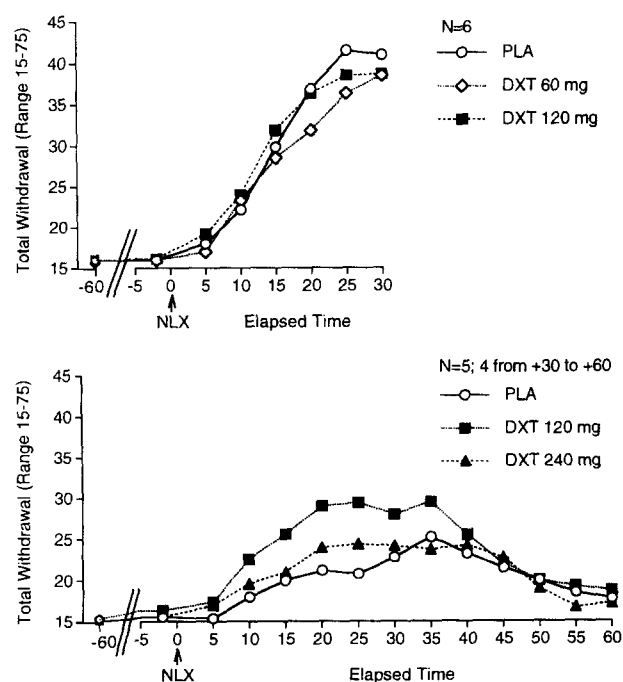 N=6
PLA
DXT 60 mg
DXT 120 mg
Total Withdrawal (Range 15-75)
45
40
35
30
25
20
15
-60 -5 0 5 10 15 20 25 30
NLX Elapsed Time
N=5; 4 from +30 to +60
PLA
DXT 120 mg
DXT 240 mg
Total Withdrawal (Range 15-75)
45
40
35
30
25
20
15
-60 -5 0 5 10 15 20 25 30 35 40 45 50 55 60
NLX Elapsed Time